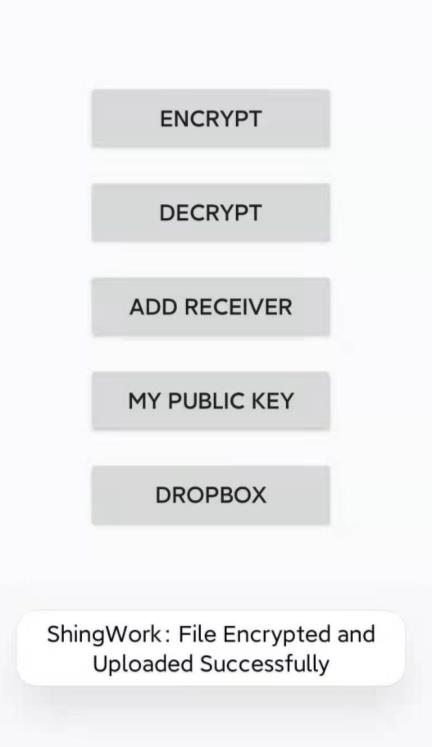 ENCRYPT
DECRYPT
ADD RECEIVER
MY PUBLIC KEY
DROPBOX
ShingWork: File Encrypted and
Uploaded Successfully